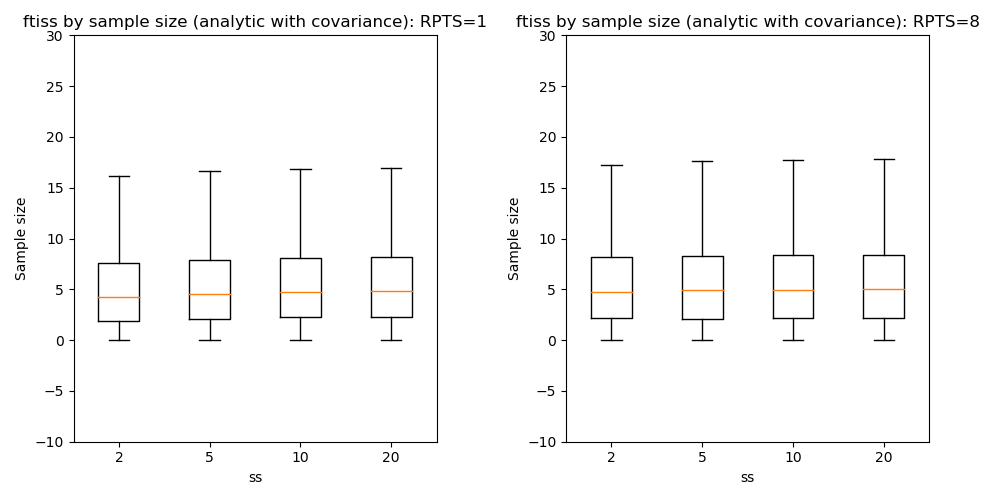 ftiss by sample size (analytic with covariance): RPTS=1
30
25
20
15
10
5
0
−5
−10
Sample size
2 5 10 20
ss
ftiss by sample size (analytic with covariance): RPTS=8
30
25
20
15
10
5
0
−5
−10
Sample size
2 5 10 20
ss